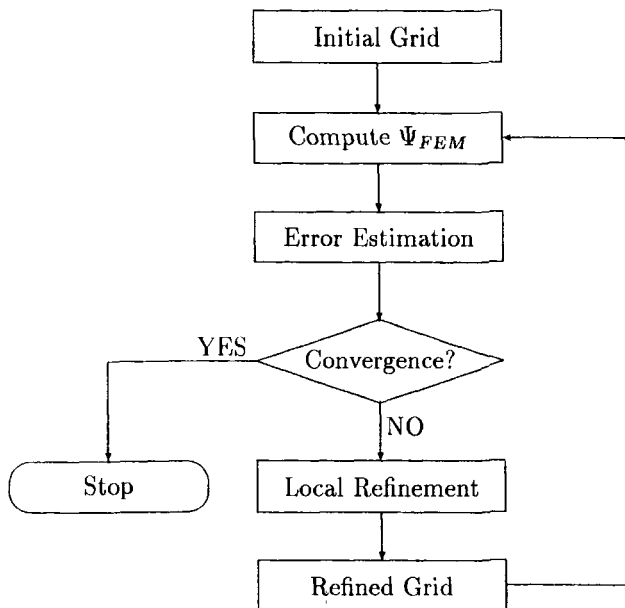 Initial Grid
Compute Ψ_FEM
Error Estimation
YES
Convergence?
NO
Stop
Local Refinement
Refined Grid